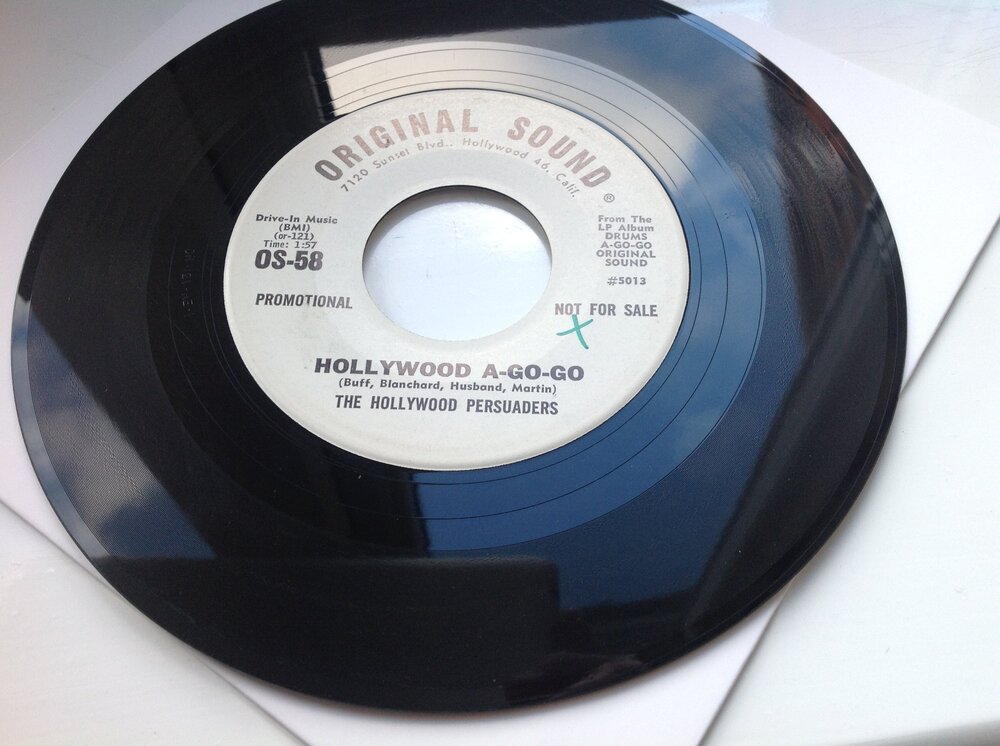 ORIGINAL SOUND ®
7120 Sunset Blvd., Hollywood 46, Calif.
Drive-In Music
(BMI)
(or-121)
Time: 1:57
OS-58
PROMOTIONAL
From The
LP Album
DRUMS
A-GO-GO
ORIGINAL
SOUND
#5013
NOT FOR SALE
X
HOLLYWOOD A-GO-GO
(Buff, Blanchard, Husband, Martin)
THE HOLLYWOOD PERSUADERS